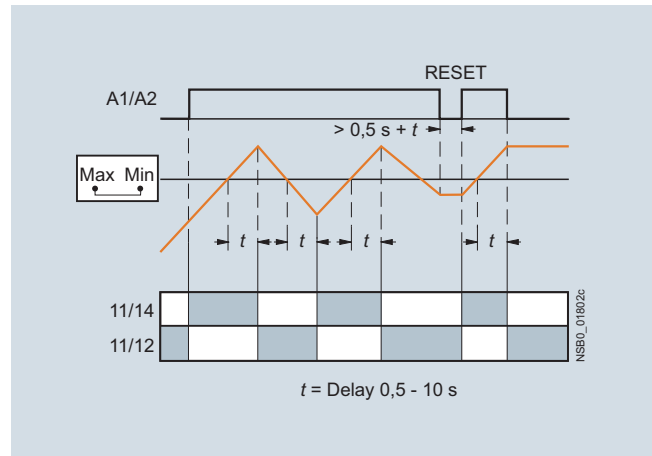 RESET
A1/A2
> 0,5 s + t
Max Min
t t t t
11/14
11/12
NSB0_01802c
t = Delay 0,5 - 10 s